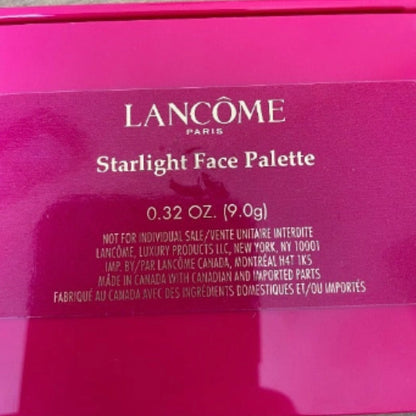 LANCÔME
PARIS
Starlight Face Palette
0.32 OZ. (9.0g)
NOT FOR INDIVIDUAL SALE/VENTE UNITAIRE INTERDITE
LANCÔME, LUXURY PRODUCTS LLC, NEW YORK, NY 10001
IMP. BY/PAR LANCÔME CANADA, MONTRÉAL H4T 1K5
MADE IN CANADA WITH CANADIAN AND IMPORTED PARTS
FABRIQUÉ AU CANADA AVEC DES INGRÉDIENTS DOMESTIQUES ET/OU IMPORTÉS